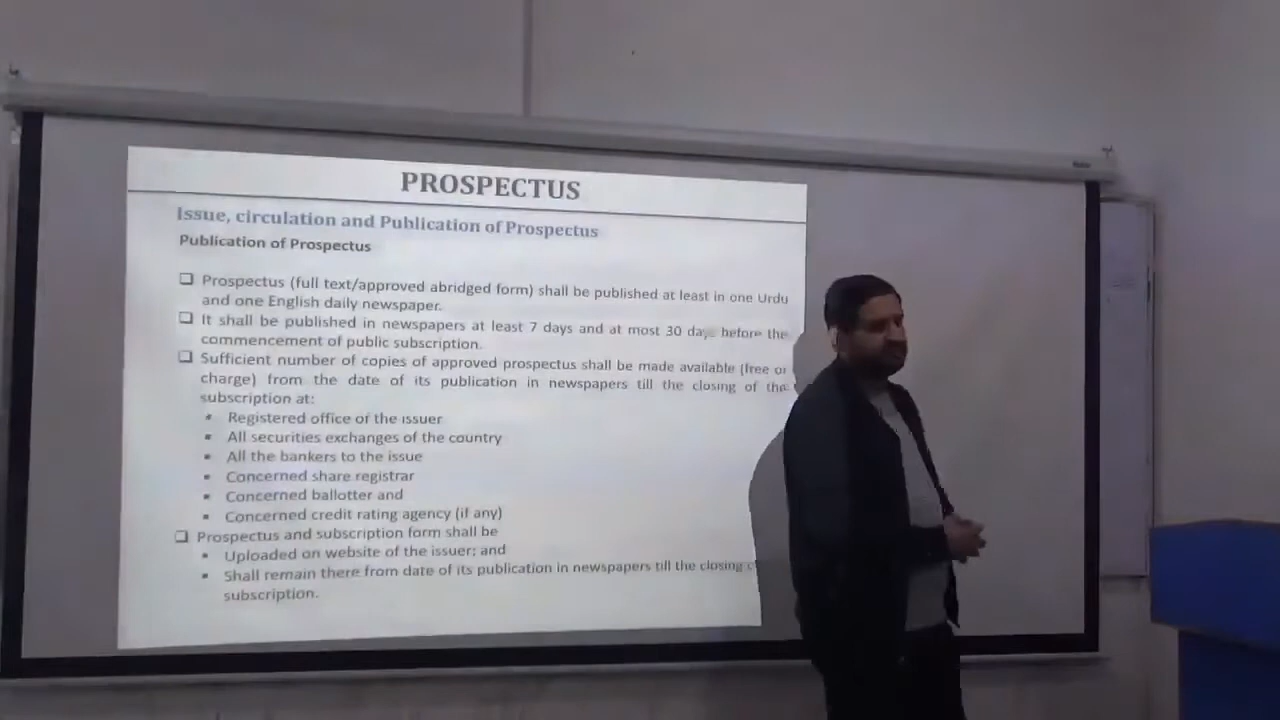 PROSPECTUS
Issue, circulation and Publication of Prospectus
Publication of Prospectus
Prospectus (full text/approved abridged form) shall be published at least in one Urdu
and one English daily newspaper.
It shall be published in newspapers at least 7 days and at most 30 days before the
commencement of public subscription.
Sufficient number of copies of approved prospectus shall be made available (free of
charge) from the date of its publication in newspapers till the closing of the
subscription at:
Registered office of the issuer
All securities exchanges of the country
All the bankers to the issue
Concerned share registrar
Concerned ballotter and
Concerned credit rating agency (if any)
Prospectus and subscription form shall be
Uploaded on website of the issuer; and
Shall remain there from date of its publication in newspapers till the closing
subscription.